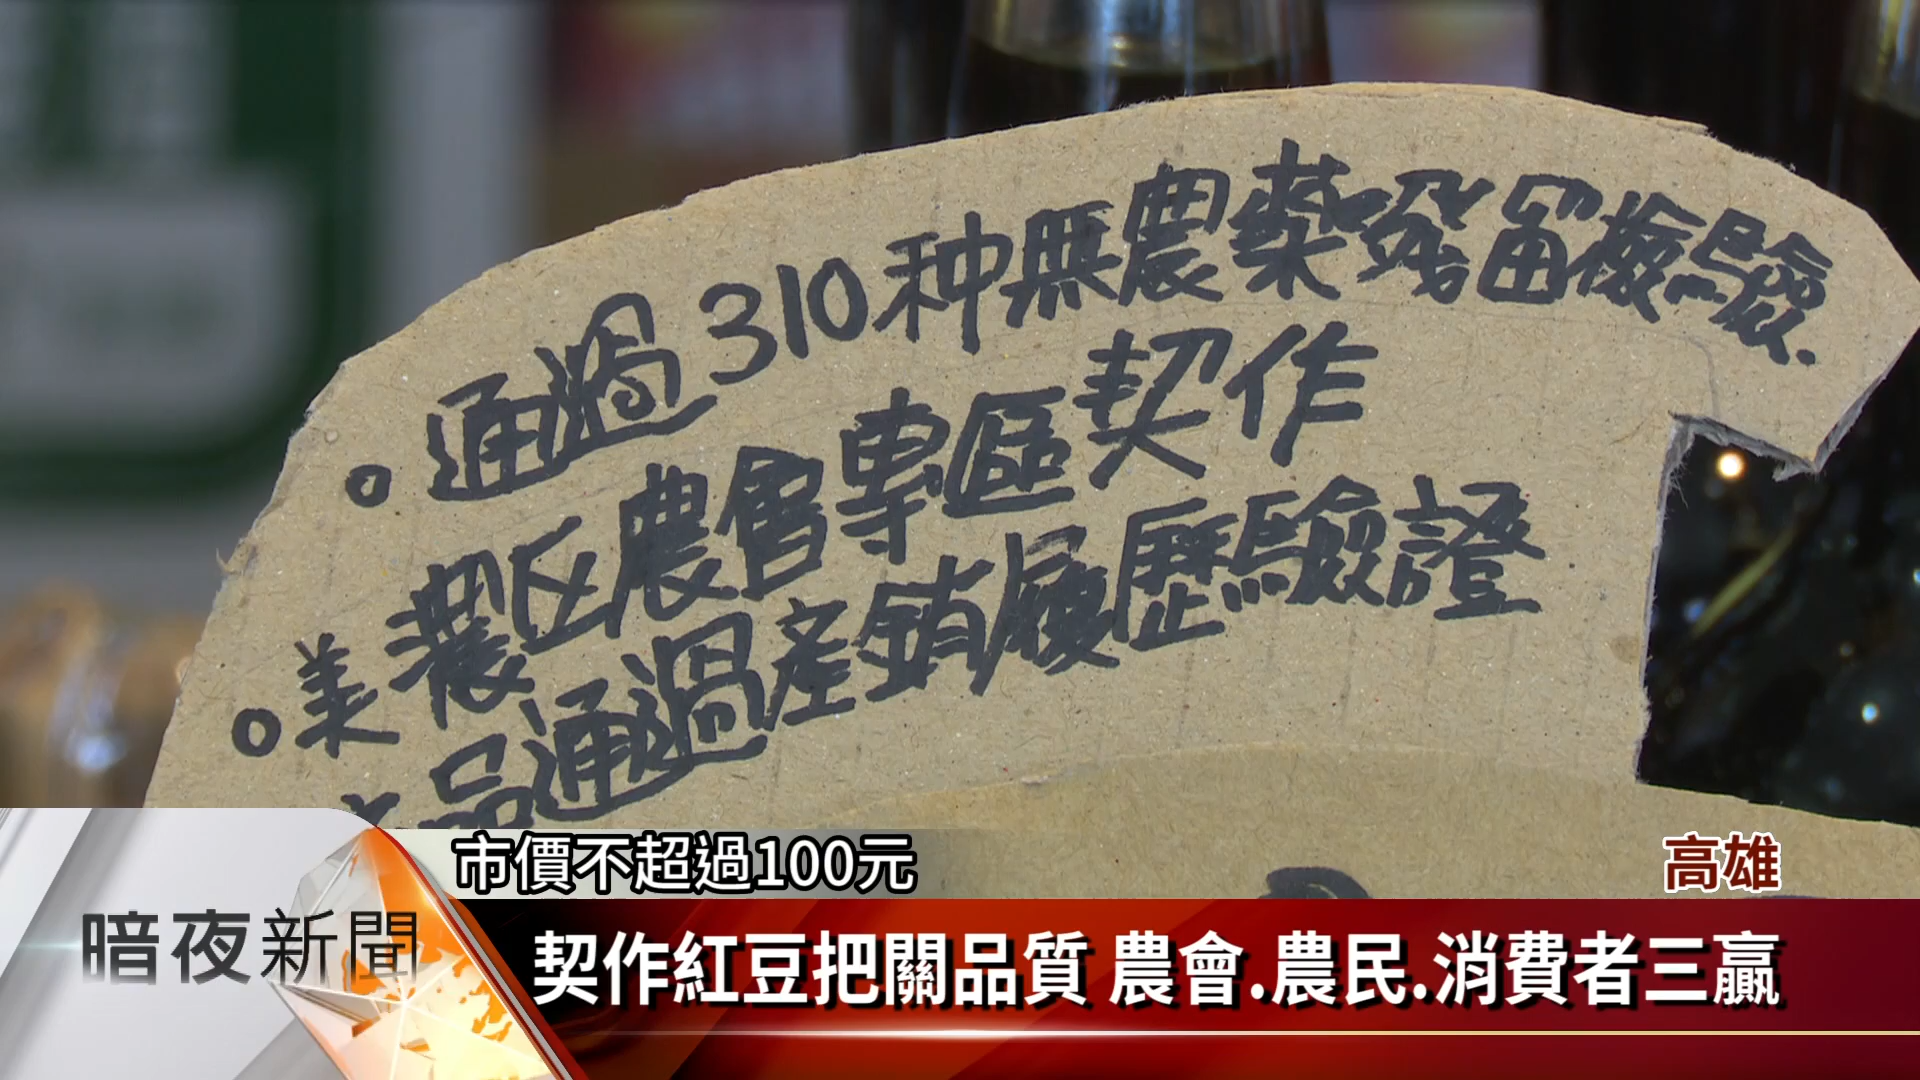 。通過310种無農藥殘留檢驗.
。美濃區農會專區契作
品通過產銷履歷驗證
市價不超過100元
高雄
暗夜新聞
契作紅豆把關品質 農會.農民.消費者三贏